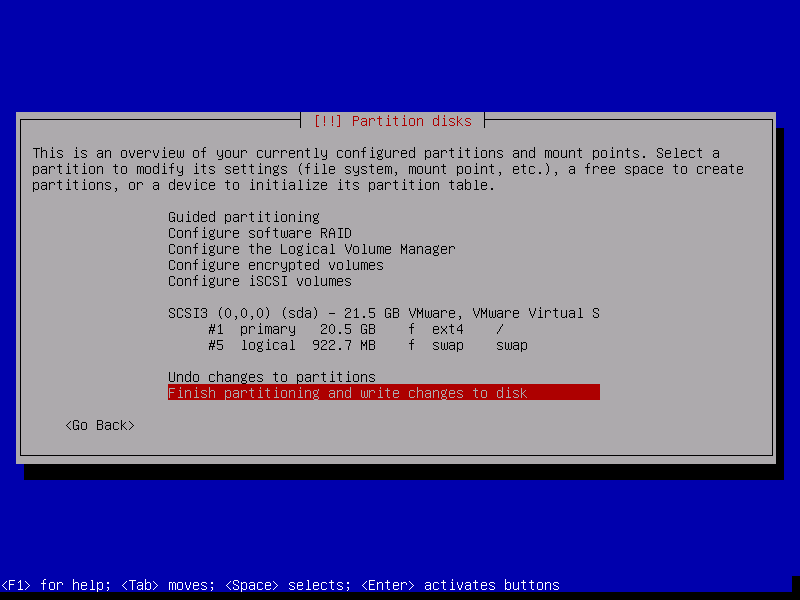 [!!] Partition disks
This is an overview of your currently configured partitions and mount points. Select a
partition to modify its settings (file system, mount point, etc.), a free space to create
partitions, or a device to initialize its partition table.
Guided partitioning
Configure software RAID
Configure the Logical Volume Manager
Configure encrypted volumes
Configure iSCSI volumes
SCSI3 (0,0,0) (sda) - 21.5 GB VMware, VMware Virtual S
#1 primary 20.5 GB f ext4 /
#5 logical 922.7 MB f swap swap
Undo changes to partitions
Finish partitioning and write changes to disk
<Go Back>
<F1> for help; <Tab> moves; <Space> selects; <Enter> activates buttons